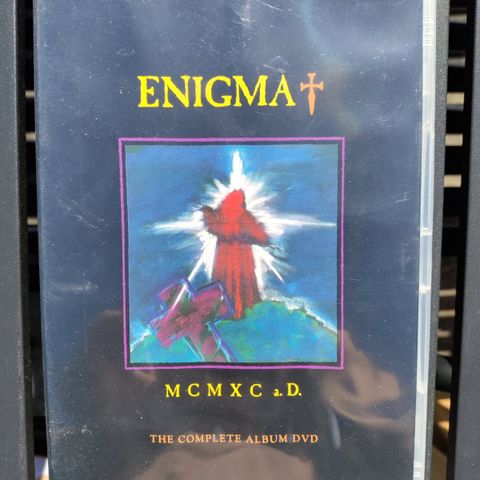 ENIGMA†
MCMXC a.D.
THE COMPLETE ALBUM DVD